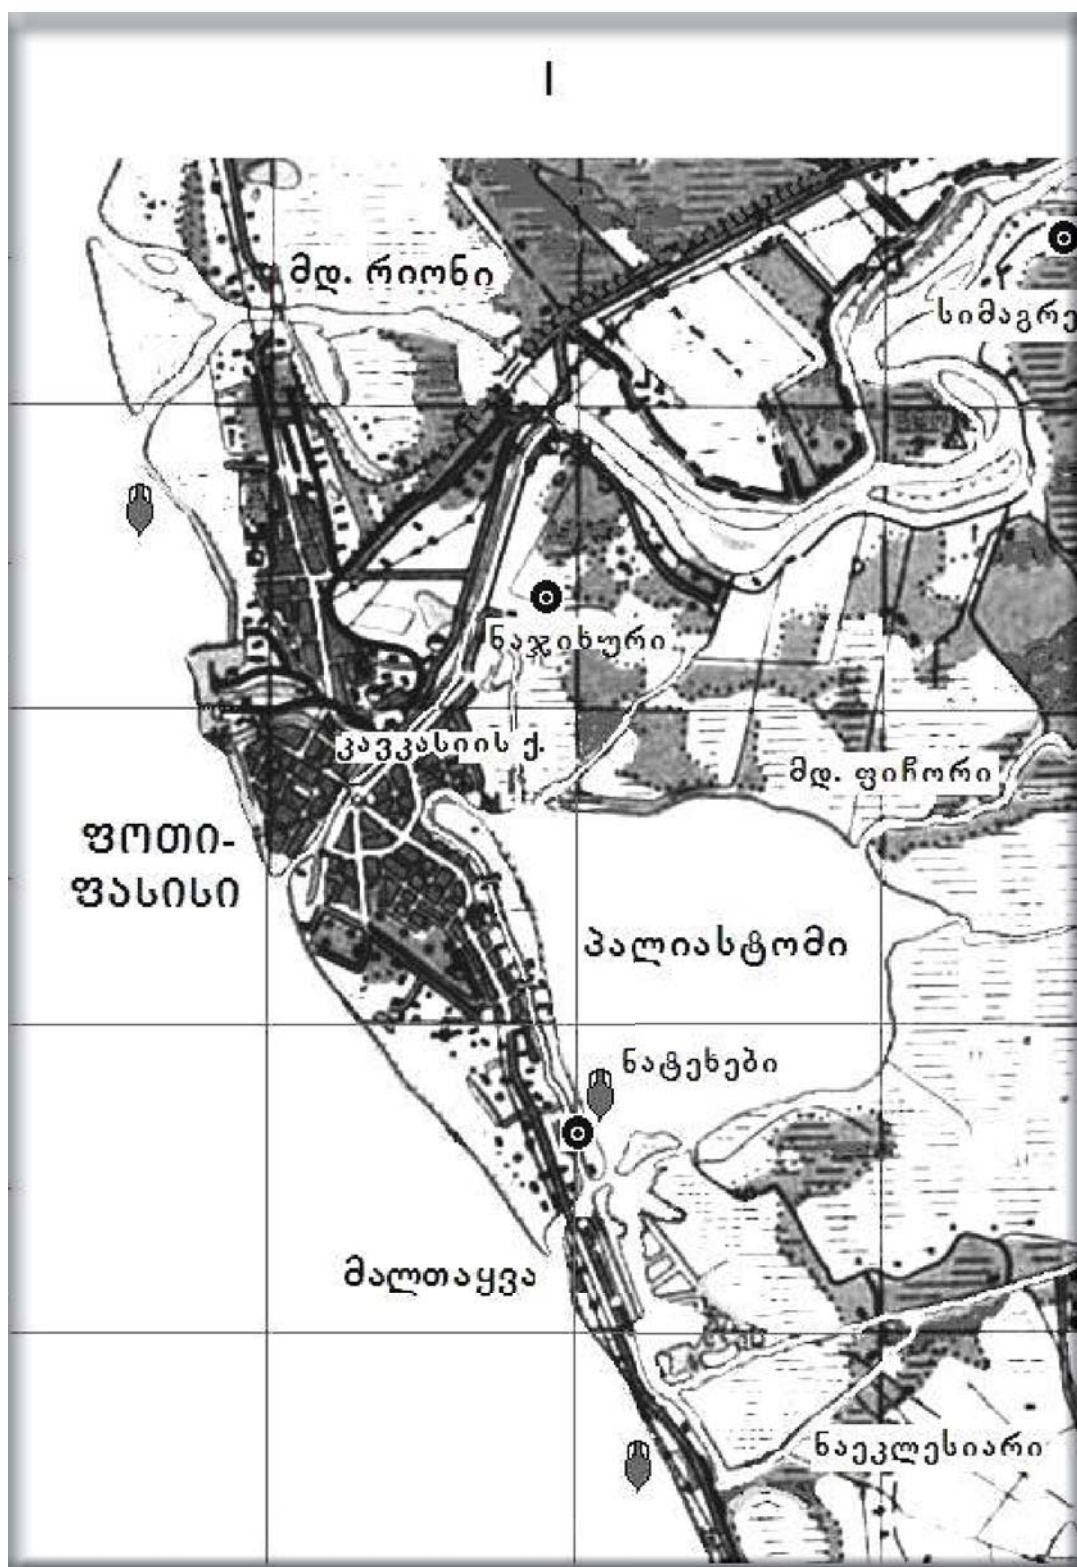 I
მდ. რიონი
სიმაგრე
ნაჯიხური
კავკასიის ქ.
მდ. ფიჩორი
ფოთი-
ფასისი
პალიასტომი
ნატეხები
მალთაყვა
ნაეკლესიარი